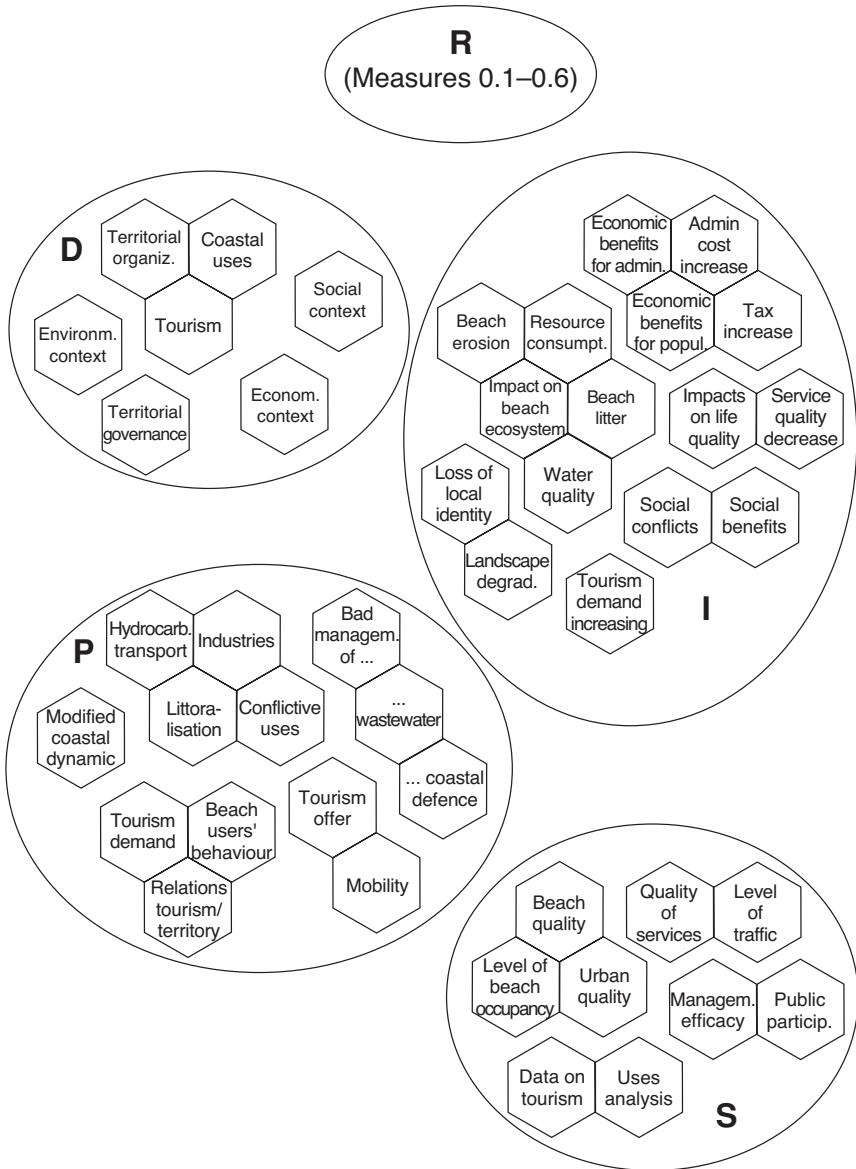 R
(Measures 0.1–0.6)
D
Territorial
organiz.
Coastal
uses
Tourism
Social
context
Environm.
context
Territorial
governance
Econom.
context
Economic
benefits
for admin.
Admin
cost
increase
Economic
benefits
for popul.
Tax
increase
Beach
erosion
Resource
consumpt.
Impact on
beach
ecosystem
Beach
litter
Water
quality
Impacts
on life
quality
Service
quality
decrease
Loss of
local
identity
Landscape
degrad.
Social
conflicts
Social
benefits
Tourism
demand
increasing
I
P
Hydrocarb.
transport
Industries
Littora-
lisation
Conflictive
uses
Bad
managem.
of ...
...
wastewater
... coastal
defence
Modified
coastal
dynamic
Tourism
demand
Beach
users'
behaviour
Relations
tourism/
territory
Tourism
offer
Mobility
Beach
quality
Level of
beach
occupancy
Urban
quality
Quality
of
services
Level
of
traffic
Managem.
efficacy
Public
particip.
Data on
tourism
Uses
analysis
S